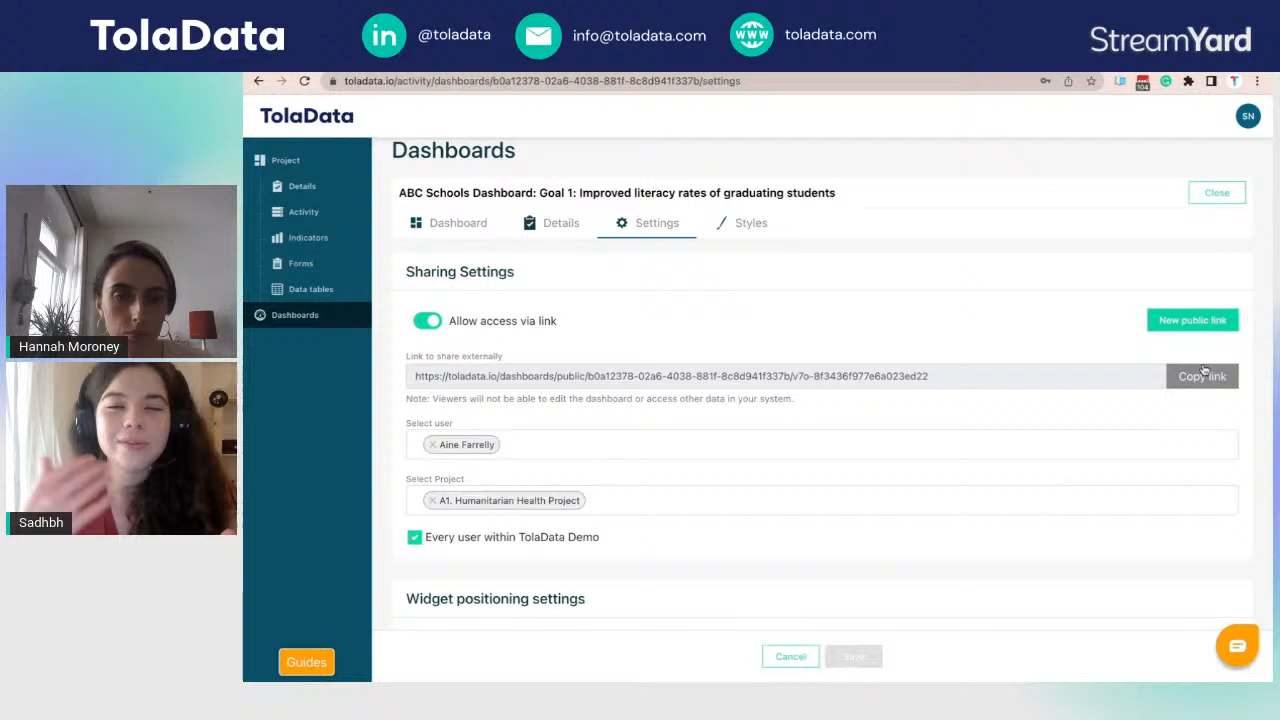 TolaData
in @toladata
info@toladata.com
www toladata.com
StreamYard
toladata.io/activity/dashboards/b0a12378-02a6-4038-881f-8c8d941f337b/settings
104
T
TolaData
SN
Project
Details
Activity
Indicators
Forms
Data tables
Dashboards
Guides
Dashboards
ABC Schools Dashboard: Goal 1: Improved literacy rates of graduating students
Close
Dashboard Details Settings Styles
Sharing Settings
Allow access via link
New public link
Link to share externally
https://toladata.io/dashboards/public/b0a12378-02a6-4038-881f-8c8d941f337b/v7o-8f3436f977e6a023ed22
Copy link
Note: Viewers will not be able to edit the dashboard or access other data in your system.
Select user
× Aine Farrelly
Select Project
× A1. Humanitarian Health Project
Every user within TolaData Demo
Widget positioning settings
Cancel
Save
Hannah Moroney
Sadhbh